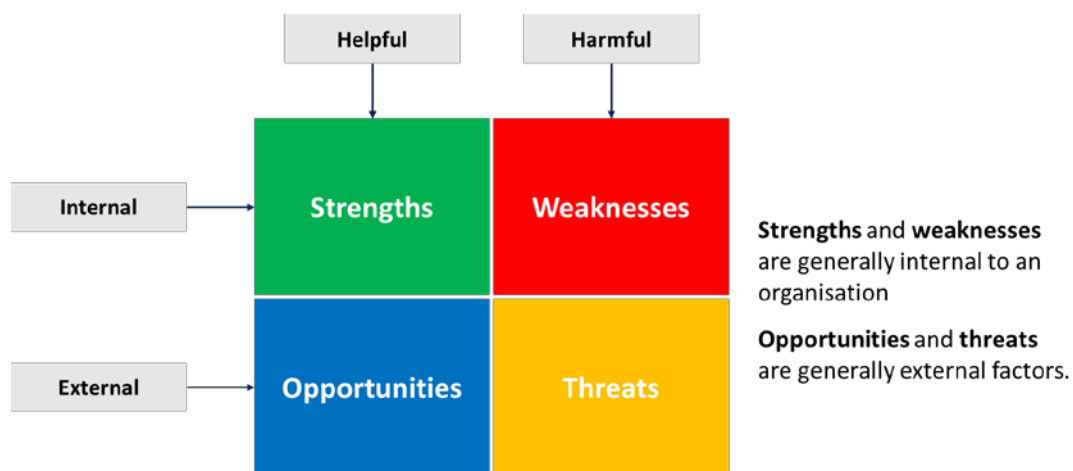 Helpful
Harmful
Internal
Strengths
Weaknesses
Strengths and weaknesses
are generally internal to an
organisation
Opportunities and threats
are generally external factors.
External
Opportunities
Threats